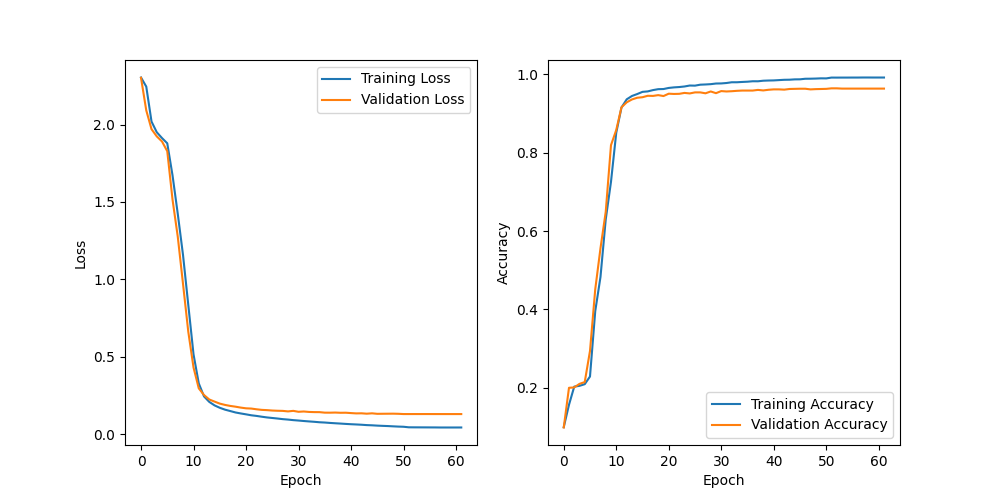 Training Loss
Validation Loss
2.0
1.5
1.0
0.5
0.0
Loss
0 10 20 30 40 50 60
Epoch
1.0
0.8
0.6
0.4
0.2
Accuracy
Training Accuracy
Validation Accuracy
0 10 20 30 40 50 60
Epoch